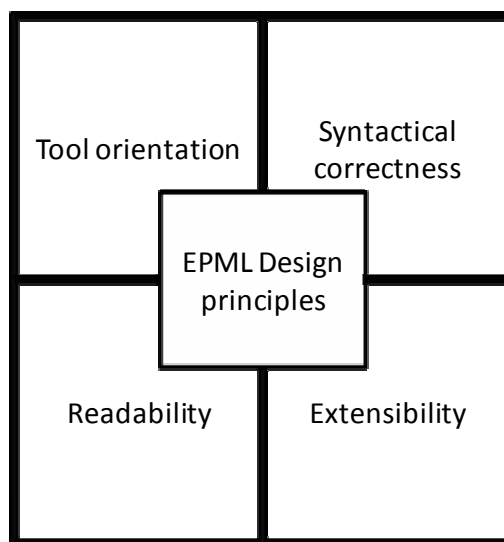 Tool orientation
Syntactical
correctness
EPML Design
principles
Readability
Extensibility